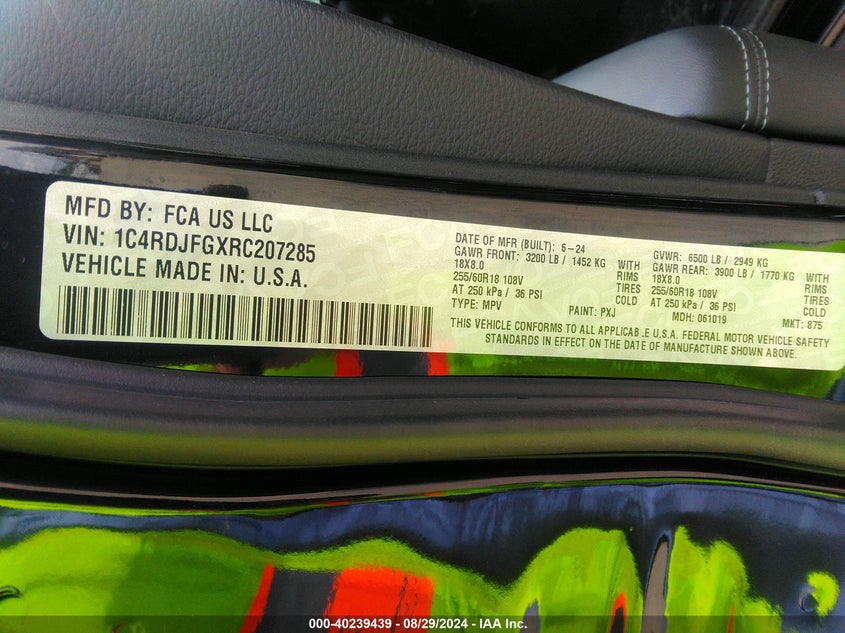 MFD BY: FCA US LLC
VIN: 1C4RDJFGXRC207285
VEHICLE MADE IN: U.S.A.
DATE OF MFR (BUILT): 6-24 GVWR: 6500 LB / 2949 KG
GAWR FRONT: 3200 LB / 1452 KG WITH GAWR REAR: 3900 LB / 1770 KG WITH
18X8.0 RIMS 18X8.0 RIMS
255/60R18 108V TIRES 255/60R18 108V TIRES
AT 250 kPa / 36 PSI COLD AT 250 kPa / 36 PSI COLD
TYPE: MPV PAINT: PXJ MDH: 061019 MKT: 875
THIS VEHICLE CONFORMS TO ALL APPLICAB.E U.S.A. FEDERAL MOTOR VEHICLE SAFETY
STANDARDS IN EFFECT ON THE DATE OF MANUFACTURE SHOWN ABOVE.
000-40239439 - 08/29/2024 - IAA Inc.